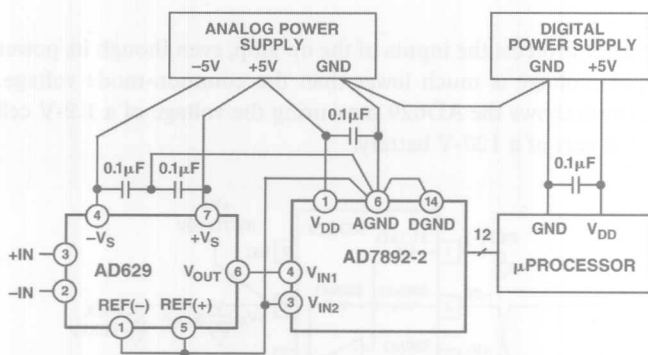 ANALOG POWER
SUPPLY
–5V +5V GND
DIGITAL
POWER SUPPLY
GND +5V
0.1µF
0.1µF 0.1µF
0.1µF
4 7
–VS +VS
+IN 3
–IN 2
AD629
VOUT 6
REF(–) REF(+)
1 5
1 6 14
VDD AGND DGND
AD7892-2
4 VIN1
3 VIN2
12
GND VDD
µPROCESSOR